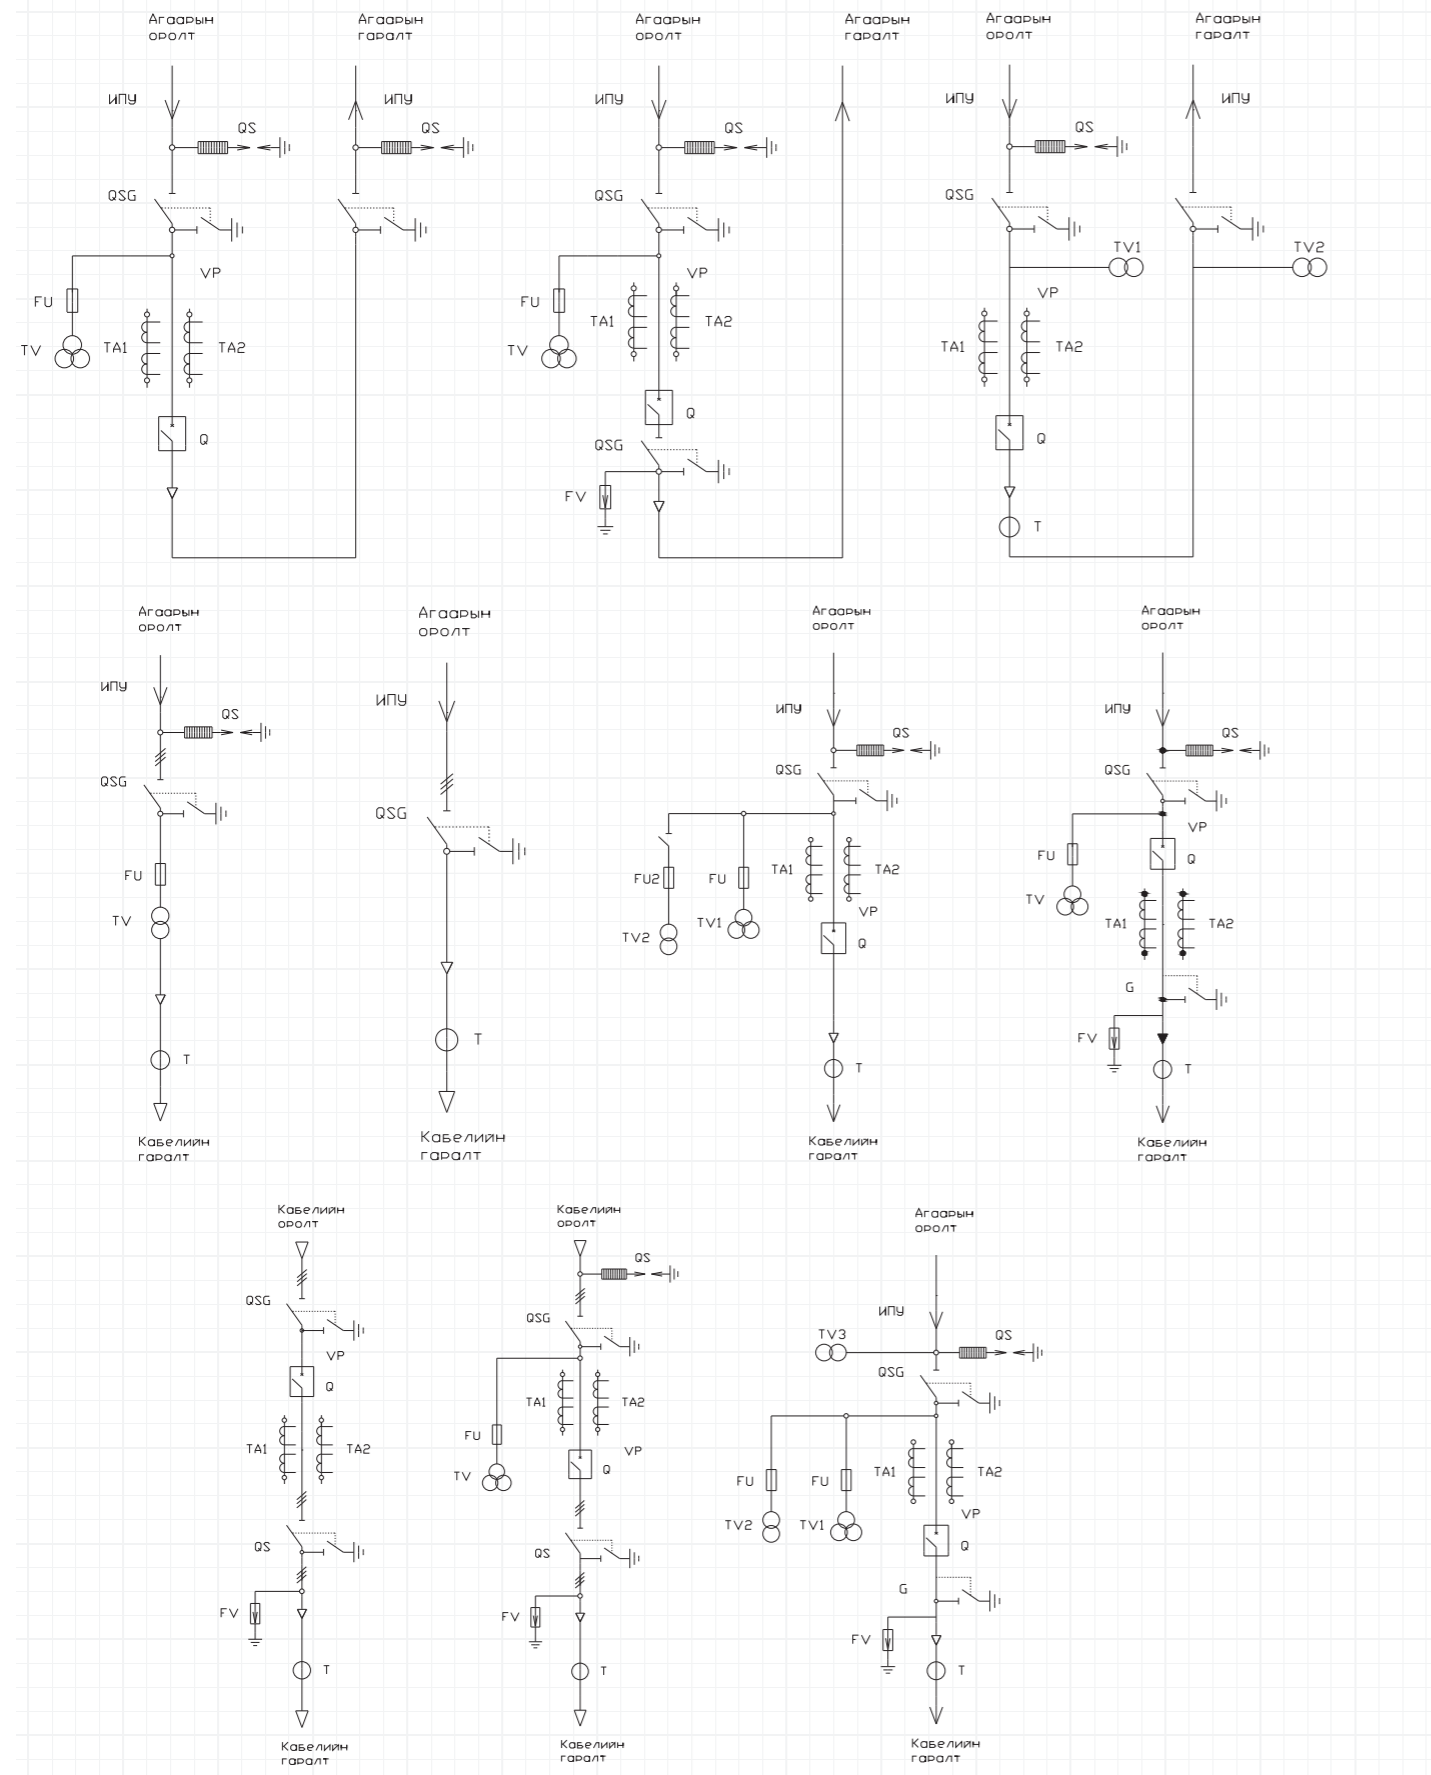 Агаарын
оролт
Агаарын
гаралт
ИПУ
ИПУ
QS
QS
QSG
VP
FU
TV
TA1
TA2
Q
Агаарын
оролт
Агаарын
гаралт
ИПУ
QS
QSG
VP
FU
TV
TA1
TA2
Q
QSG
FV
Агаарын
оролт
Агаарын
гаралт
ИПУ
ИПУ
QS
QSG
TV1
TV2
VP
TA1
TA2
Q
T
Агаарын
оролт
ИПУ
QS
QSG
FU
TV
T
Кабелийн
гаралт
Агаарын
оролт
ИПУ
QSG
T
Кабелийн
гаралт
Агаарын
оролт
ИПУ
QS
QSG
FU2
FU
TA1
TA2
TV2
TV1
VP
Q
T
Кабелийн
гаралт
Агаарын
оролт
ИПУ
QS
QSG
VP
FU
Q
TV
TA1
TA2
G
FV
T
Кабелийн
гаралт
Кабелийн
оролт
QSG
VP
Q
TA1
TA2
QS
FV
T
Кабелийн
гаралт
Кабелийн
оролт
QS
QSG
TA1
TA2
FU
VP
TV
Q
QS
FV
T
Кабелийн
гаралт
Агаарын
оролт
ИПУ
TV3
QS
QSG
TA1
TA2
FU
FU
TV2
TV1
VP
Q
G
FV
T
Кабелийн
гаралт